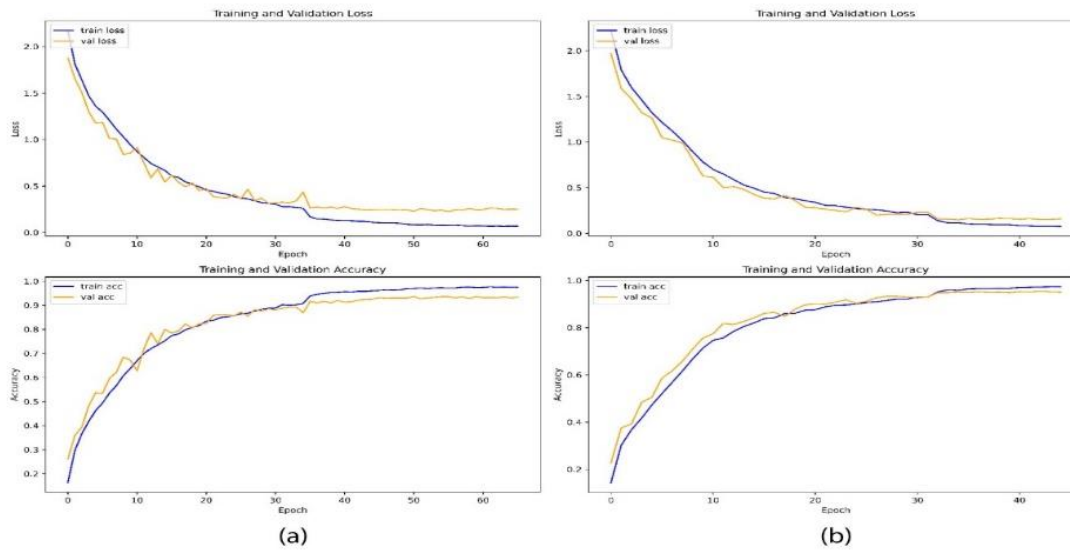 Training and Validation Loss
train loss
val loss
2.0
1.5
1.0
0.5
0.0
Loss
0 10 20 30 40 50 60
Epoch
Training and Validation Accuracy
train acc
val acc
1.0
0.9
0.8
0.7
0.6
0.5
0.4
0.3
0.2
Accuracy
0 10 20 30 40 50 60
Epoch
(a)
Training and Validation Loss
train loss
val loss
2.0
1.5
1.0
0.5
0.0
Loss
0 10 20 30 40
Epoch
Training and Validation Accuracy
train acc
val acc
1.0
0.8
0.6
0.4
0.2
Accuracy
0 10 20 30 40
Epoch
(b)